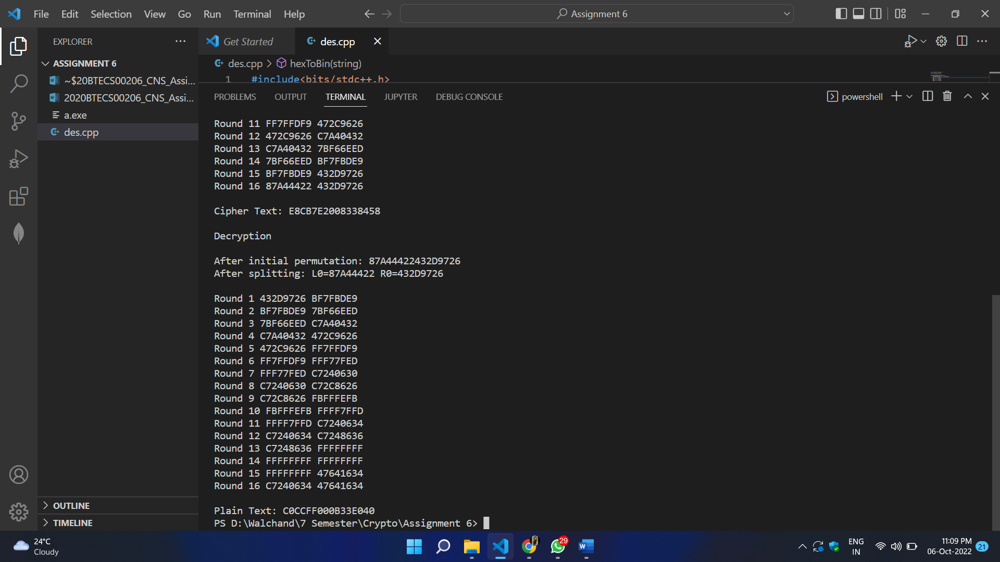 File Edit Selection View Go Run Terminal Help
Assignment 6
EXPLORER
ASSIGNMENT 6
~$20BTECS00206_CNS_Assi...
2020BTECS00206_CNS_Assi...
a.exe
des.cpp
OUTLINE
TIMELINE
Get Started
des.cpp
des.cpp > hexToBin(string)
1 #include<bits/stdc++.h>
PROBLEMS OUTPUT TERMINAL JUPYTER DEBUG CONSOLE
powershell
Round 11 FF7FFDF9 472C9626
Round 12 472C9626 C7A40432
Round 13 C7A40432 7BF66EED
Round 14 7BF66EED BF7FBDE9
Round 15 BF7FBDE9 432D9726
Round 16 87A44422 432D9726
Cipher Text: E8CB7E2008338458
Decryption
After initial permutation: 87A44422432D9726
After splitting: L0=87A44422 R0=432D9726
Round 1 432D9726 BF7FBDE9
Round 2 BF7FBDE9 7BF66EED
Round 3 7BF66EED C7A40432
Round 4 C7A40432 472C9626
Round 5 472C9626 FF7FFDF9
Round 6 FF7FFDF9 FFF77FED
Round 7 FFF77FED C7240630
Round 8 C7240630 C72C8626
Round 9 C72C8626 FBFFFEFB
Round 10 FBFFFEFB FFFF7FFD
Round 11 FFFF7FFD C7240634
Round 12 C7240634 C7248636
Round 13 C7248636 FFFFFFFF
Round 14 FFFFFFFF FFFFFFFF
Round 15 FFFFFFFF 47641634
Round 16 C7240634 47641634
Plain Text: C0CCFF000B33E040
PS D:\Walchand\7 Semester\Crypto\Assignment 6>
24°C
Cloudy
29
W
ENG
IN
11:09 PM
06-Oct-2022
21